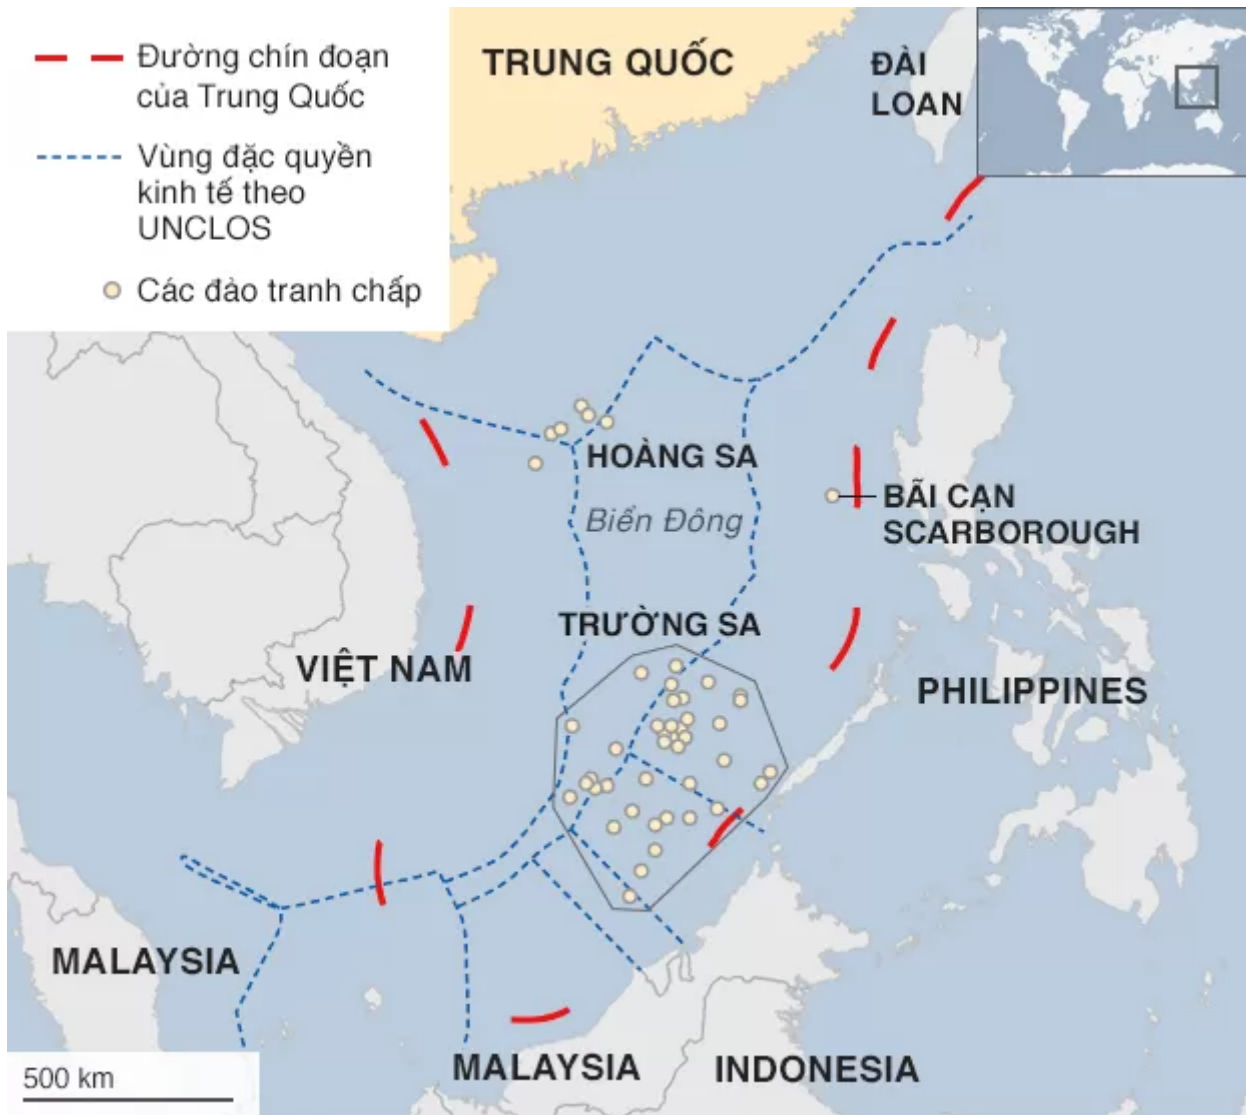 Đường chín đoạn
của Trung Quốc
Vùng đặc quyền
kinh tế theo
UNCLOS
Các đảo tranh chấp
TRUNG QUỐC
ĐÀI
LOAN
HOÀNG SA
Biển Đông
BÃI CẠN
SCARBOROUGH
TRƯỜNG SA
VIỆT NAM
PHILIPPINES
MALAYSIA
MALAYSIA
INDONESIA
500 km